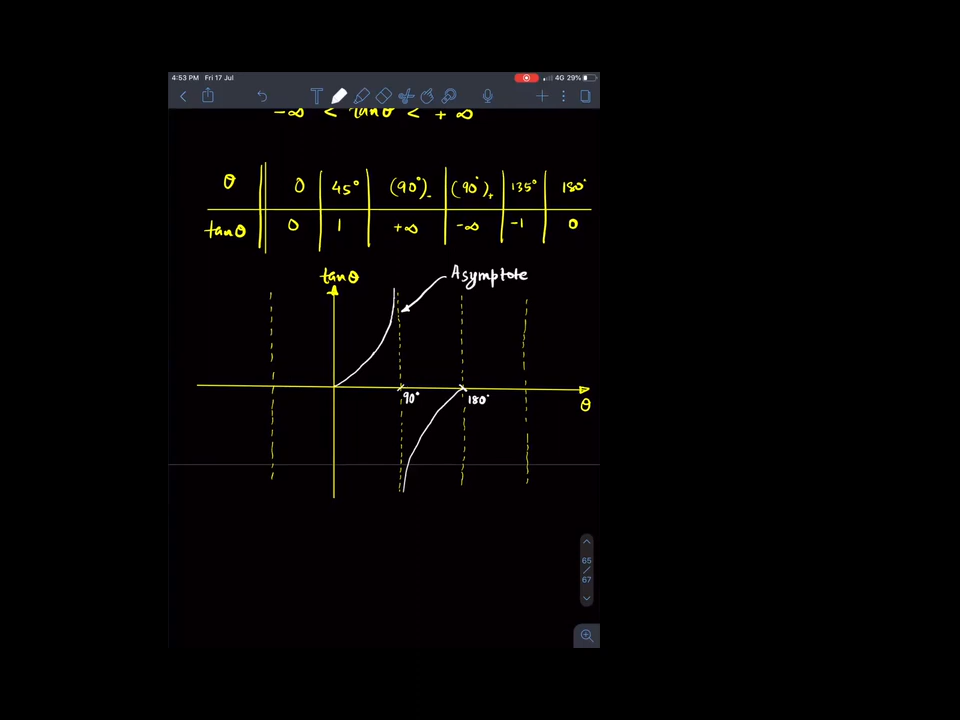 4:53 PM Fri 17 Jul 4G 29%
T
-∞ < tanθ < +∞
θ 0 45° (90°)₋ (90°)₊ 135° 180°
tanθ 0 1 +∞ -∞ -1 0
tanθ
Asymptote
90° 180°
θ
65
/
67